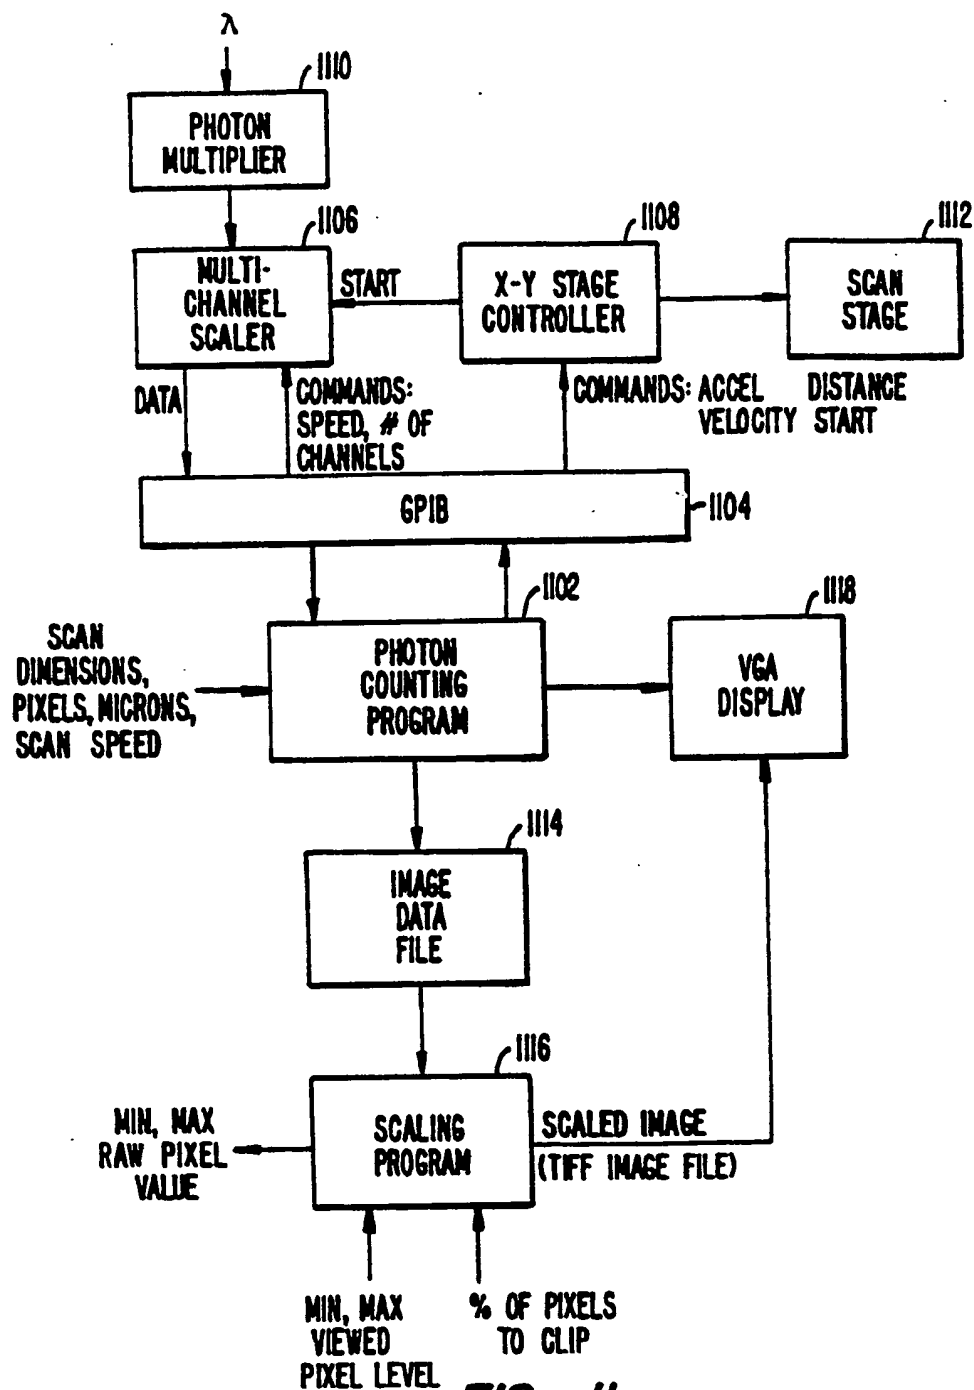 λ
1110
PHOTON
MULTIPLIER
1106
MULTI-
CHANNEL
SCALER
START
1108
X-Y STAGE
CONTROLLER
1112
SCAN
STAGE
DATA
COMMANDS:
SPEED, # OF
CHANNELS
COMMANDS: ACCEL DISTANCE
VELOCITY START
GPIB
1104
1102
PHOTON
COUNTING
PROGRAM
SCAN
DIMENSIONS,
PIXELS, MICRONS,
SCAN SPEED
1118
VGA
DISPLAY
1114
IMAGE
DATA
FILE
1116
SCALING
PROGRAM
MIN, MAX
RAW PIXEL
VALUE
SCALED IMAGE
(TIFF IMAGE FILE)
MIN, MAX
VIEWED
PIXEL LEVEL
% OF PIXELS
TO CLIP